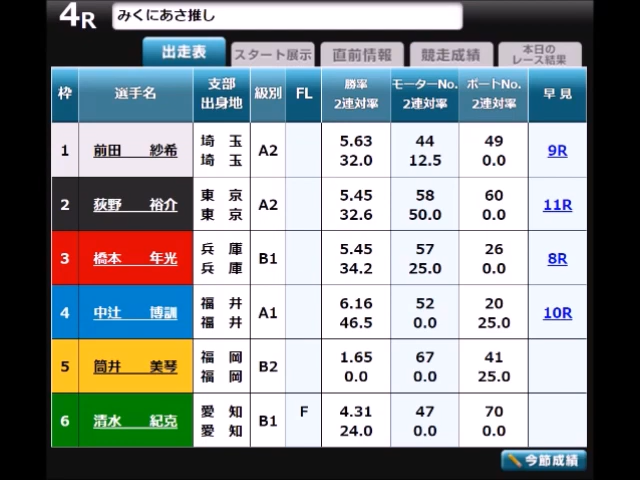 4R みくにあさ推し
出走表 スタート展示 直前情報 競走成績 本日の
レース結果
枠 選手名 支部 級別 FL 勝率 モーターNo. ボートNo. 早見
出身地 2連対率 2連対率 2連対率
1 前田 紗希 埼玉 A2 5.63 44 49 9R
埼玉 32.0 12.5 0.0
2 荻野 裕介 東京 A2 5.45 58 60 11R
東京 32.6 50.0 0.0
3 橋本 年光 兵庫 B1 5.45 57 26 8R
兵庫 34.2 25.0 0.0
4 中辻 博訓 福井 A1 6.16 52 20 10R
福井 46.5 0.0 25.0
5 筒井 美琴 福岡 B2 1.65 67 41
福岡 0.0 0.0 25.0
6 清水 紀克 愛知 B1 F 4.31 47 70
愛知 24.0 0.0 0.0
今節成績